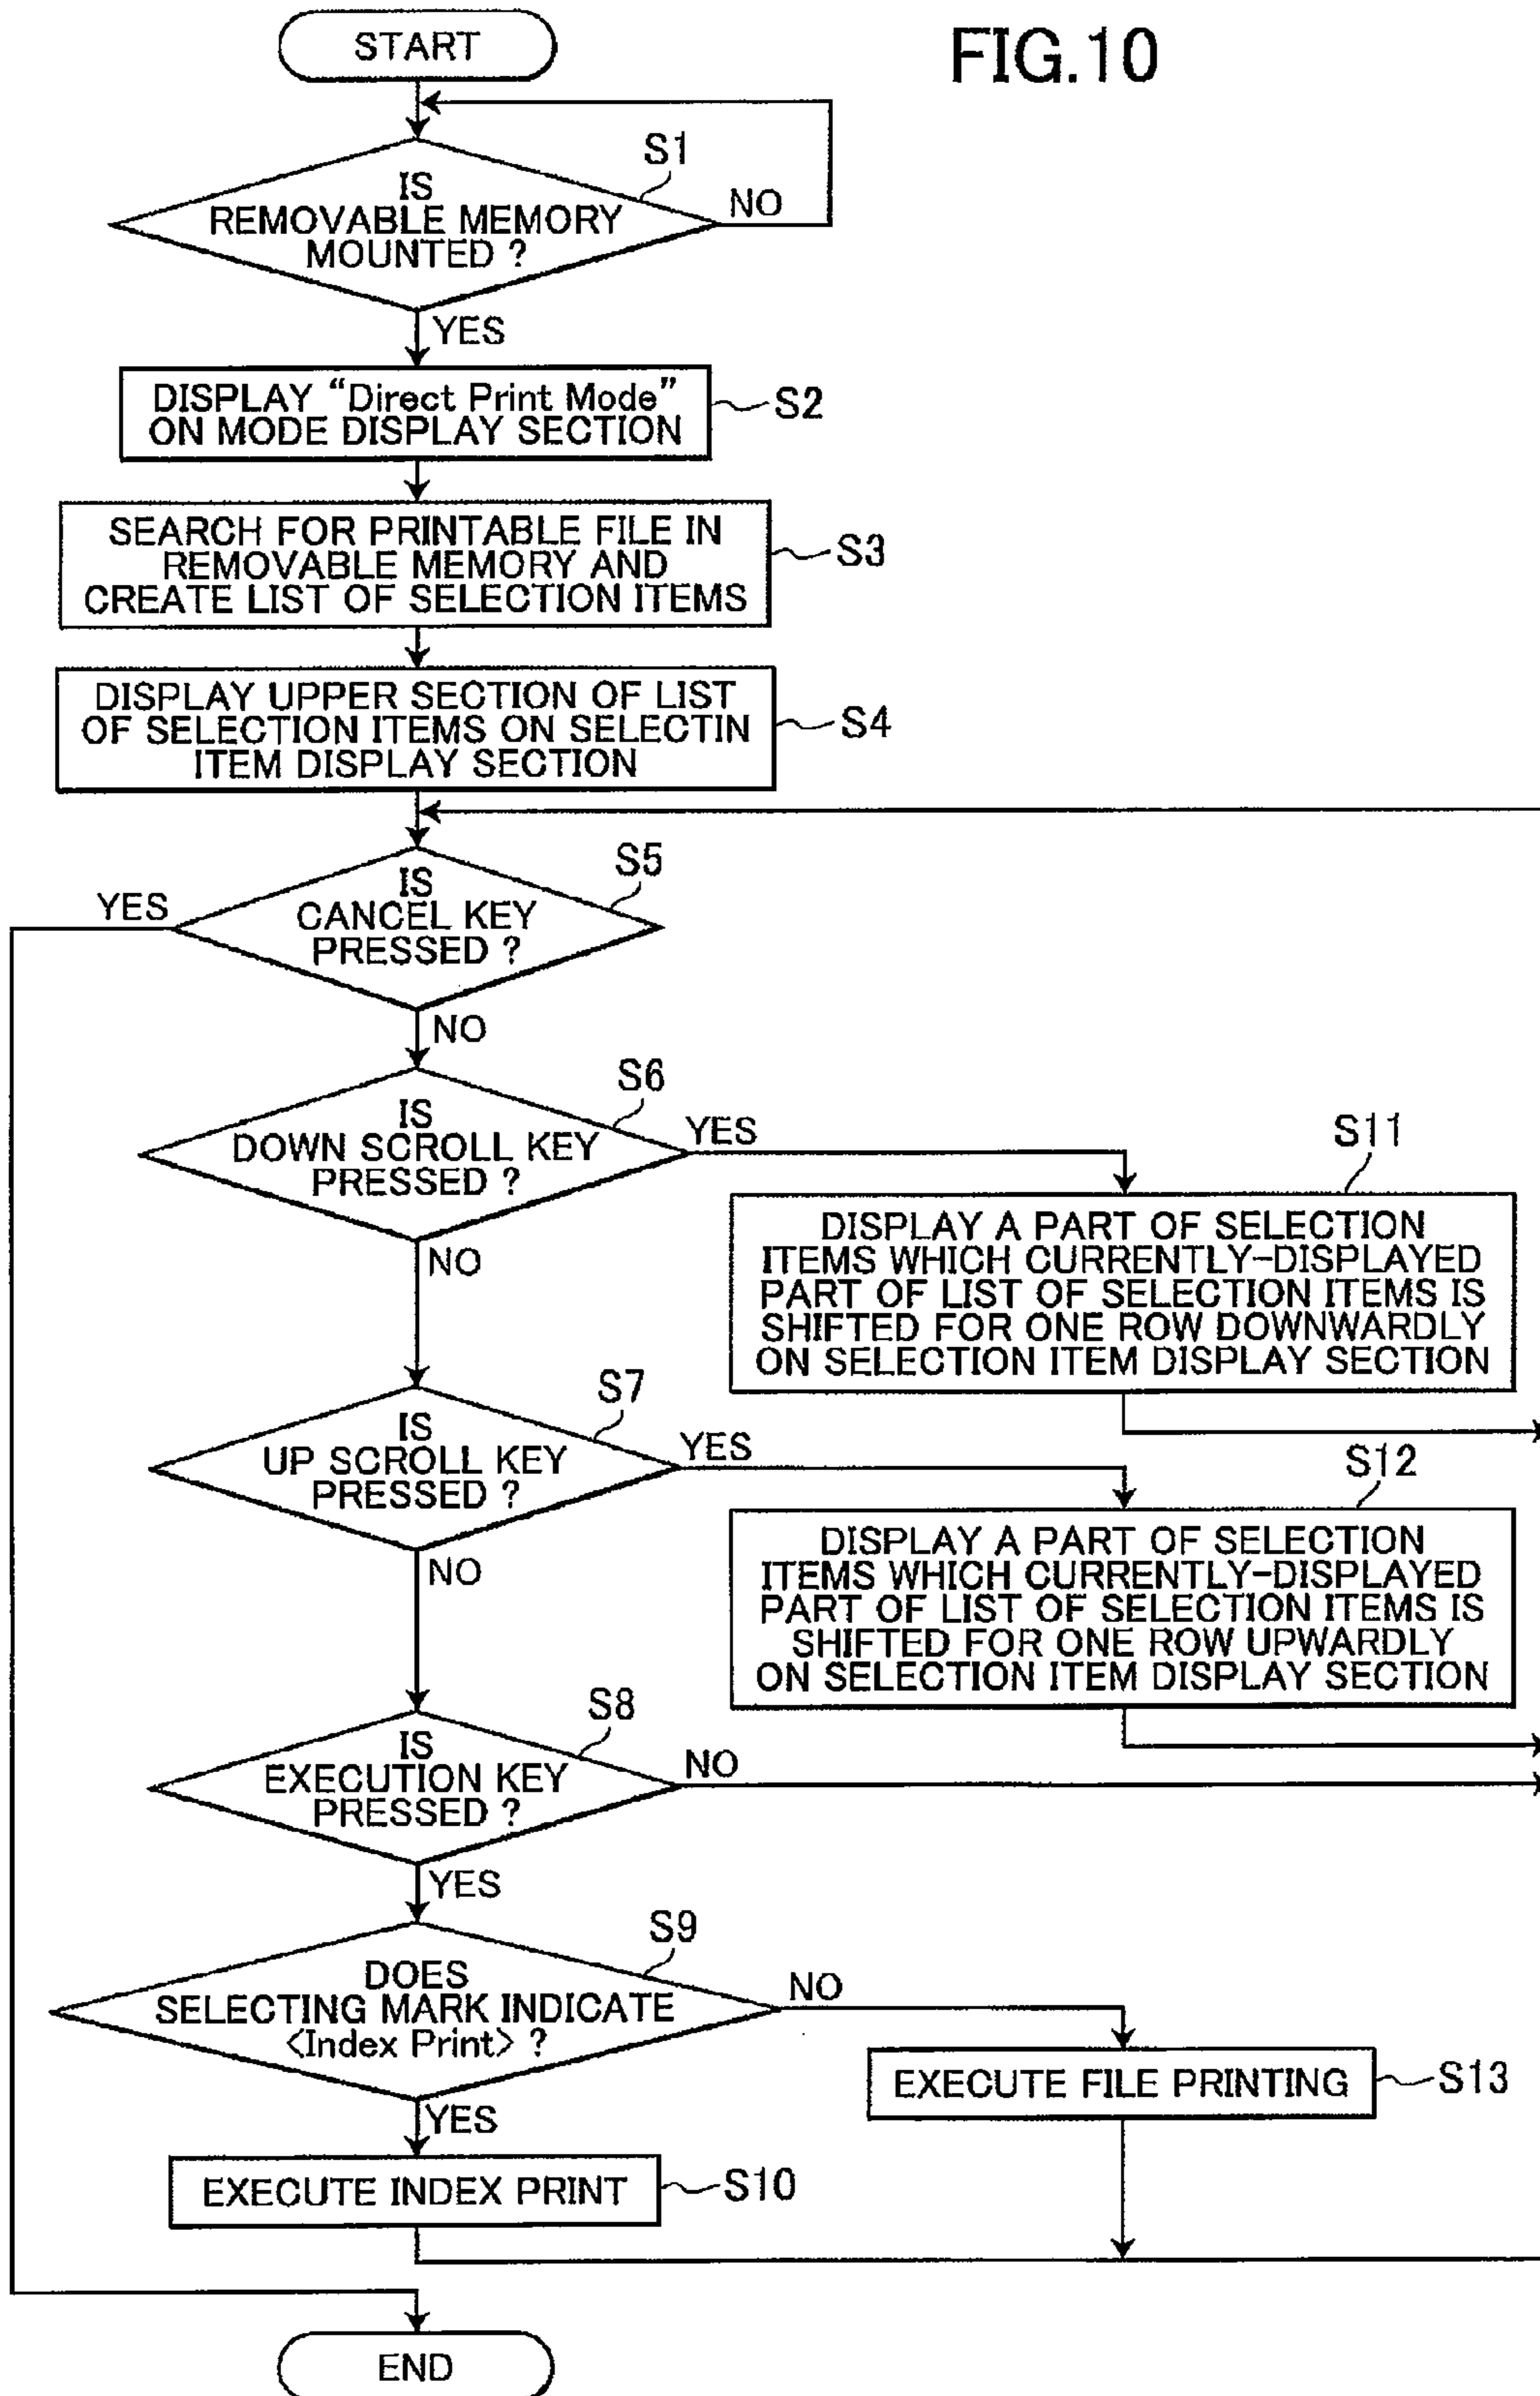 START
FIG.10
S1
IS
REMOVABLE MEMORY
MOUNTED ?
NO
YES
DISPLAY “Direct Print Mode”
ON MODE DISPLAY SECTION
S2
SEARCH FOR PRINTABLE FILE IN
REMOVABLE MEMORY AND
CREATE LIST OF SELECTION ITEMS
S3
DISPLAY UPPER SECTION OF LIST
OF SELECTION ITEMS ON SELECTIN
ITEM DISPLAY SECTION
S4
S5
IS
CANCEL KEY
PRESSED ?
YES
NO
S6
IS
DOWN SCROLL KEY
PRESSED ?
YES
NO
S11
DISPLAY A PART OF SELECTION
ITEMS WHICH CURRENTLY-DISPLAYED
PART OF LIST OF SELECTION ITEMS IS
SHIFTED FOR ONE ROW DOWNWARDLY
ON SELECTION ITEM DISPLAY SECTION
S7
IS
UP SCROLL KEY
PRESSED ?
YES
NO
S12
DISPLAY A PART OF SELECTION
ITEMS WHICH CURRENTLY-DISPLAYED
PART OF LIST OF SELECTION ITEMS IS
SHIFTED FOR ONE ROW UPWARDLY
ON SELECTION ITEM DISPLAY SECTION
S8
IS
EXECUTION KEY
PRESSED ?
NO
YES
S9
DOES
SELECTING MARK INDICATE
<Index Print> ?
NO
YES
EXECUTE FILE PRINTING
S13
EXECUTE INDEX PRINT
S10
END